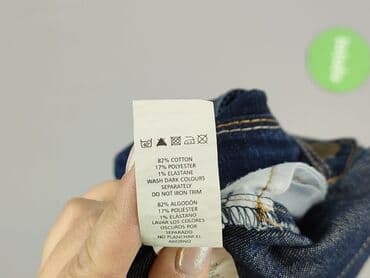 82% COTTON
17% POLYESTER
1% ELASTANE
WASH DARK COLOURS
SEPARATELY
DO NOT IRON TRIM
82% ALGODÓN
17% POLIÉSTER
1% ELASTANO
LAVAR LOS COLORES
OSCUROS POR
SEPARADO
NO PLANCHAR EL
ADORNO